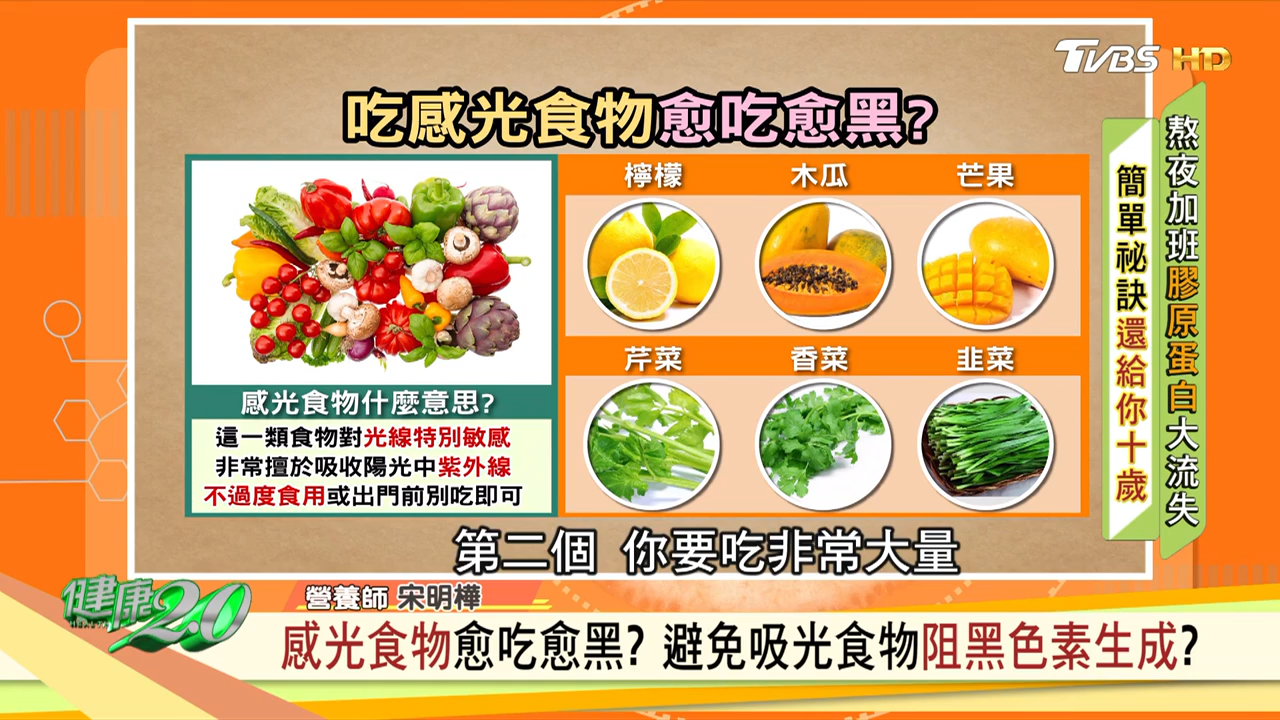 TVBS HD
吃感光食物愈吃愈黑?
檸檬
木瓜
芒果
芹菜
香菜
韭菜
感光食物什麼意思?
這一類食物對光線特別敏感
非常擅於吸收陽光中紫外線
不過度食用或出門前別吃即可
熬夜加班膠原蛋白大流失
簡單祕訣還給你十歲
第二個 你要吃非常大量
健康2.0
營養師 宋明樺
感光食物愈吃愈黑? 避免吸光食物阻黑色素生成?